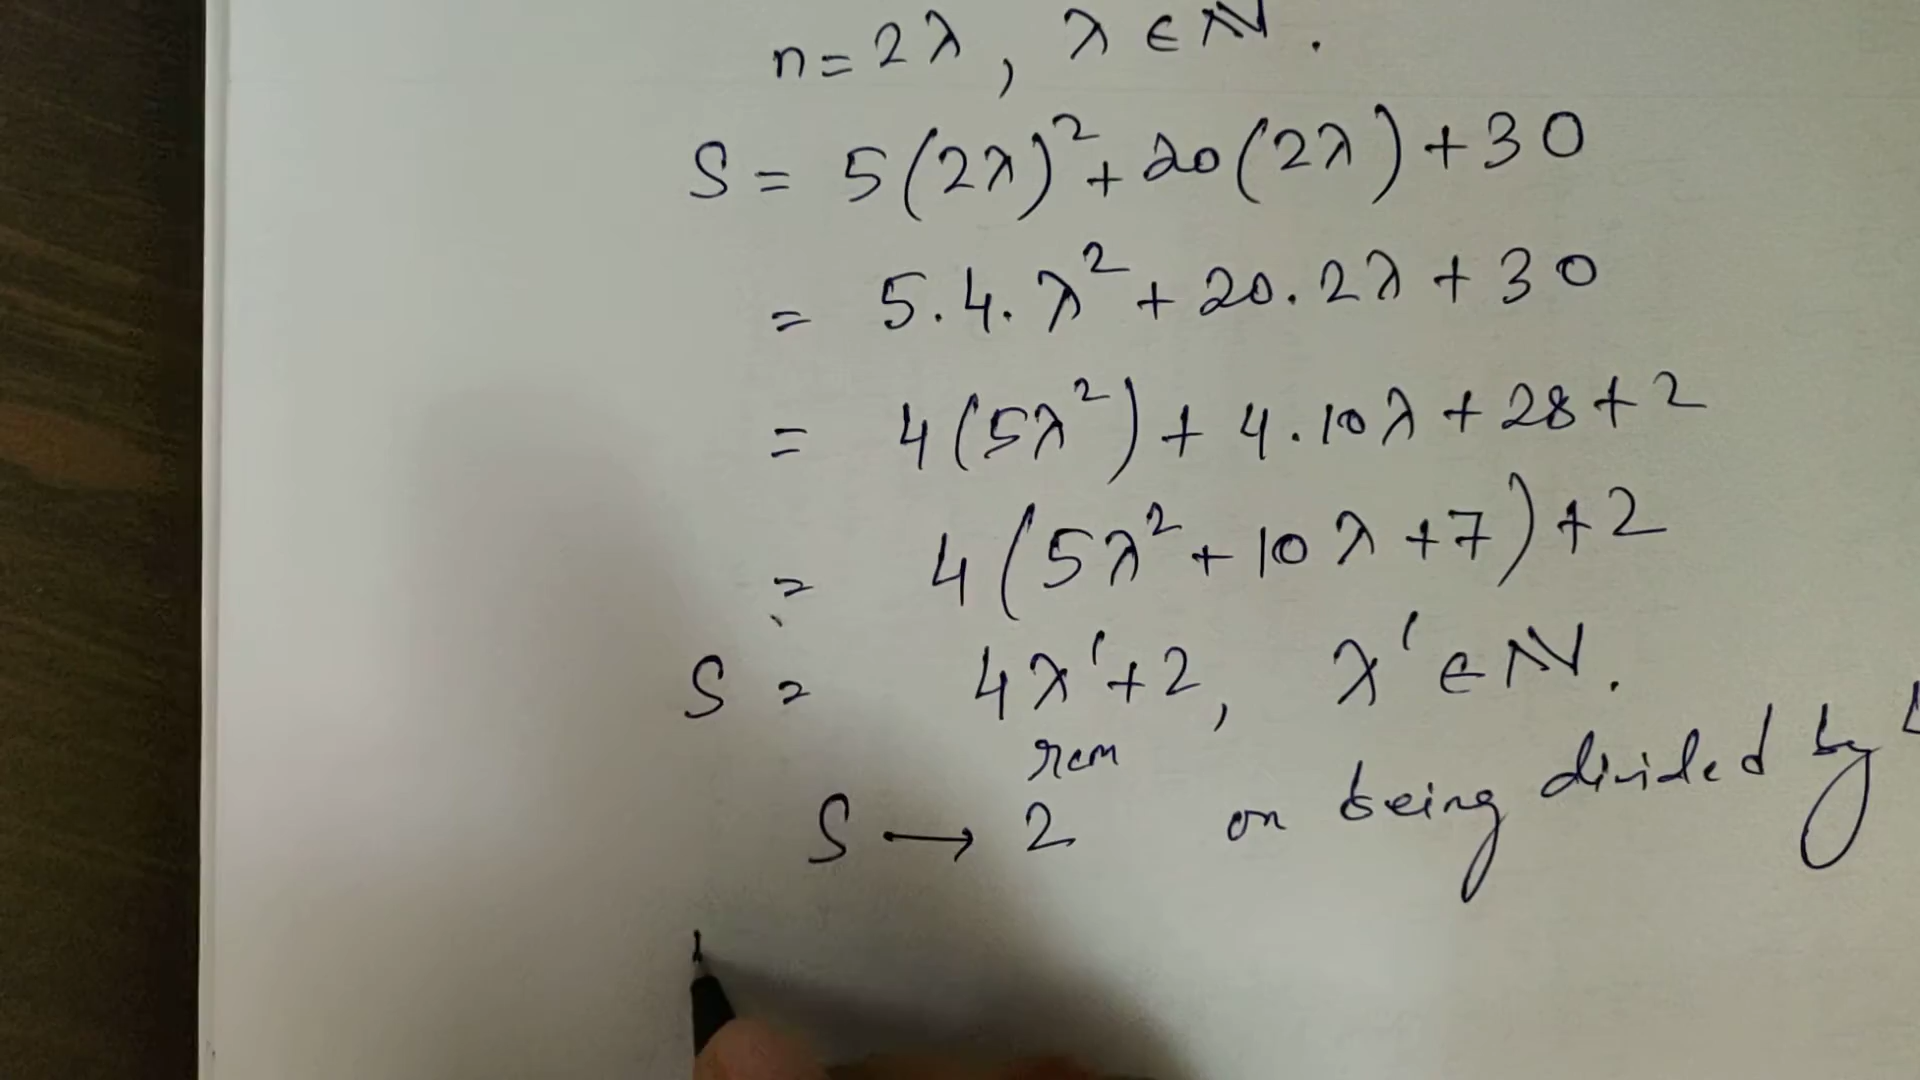 n = 2λ, λ ∈ N.
S = 5(2λ)² + 20(2λ) + 30
= 5.4.λ² + 20.2λ + 30
= 4(5λ²) + 4.10λ + 28 + 2
= 4(5λ² + 10λ + 7) + 2
S = 4λ' + 2, λ' ∈ N.
rem
S → 2 on being divided by